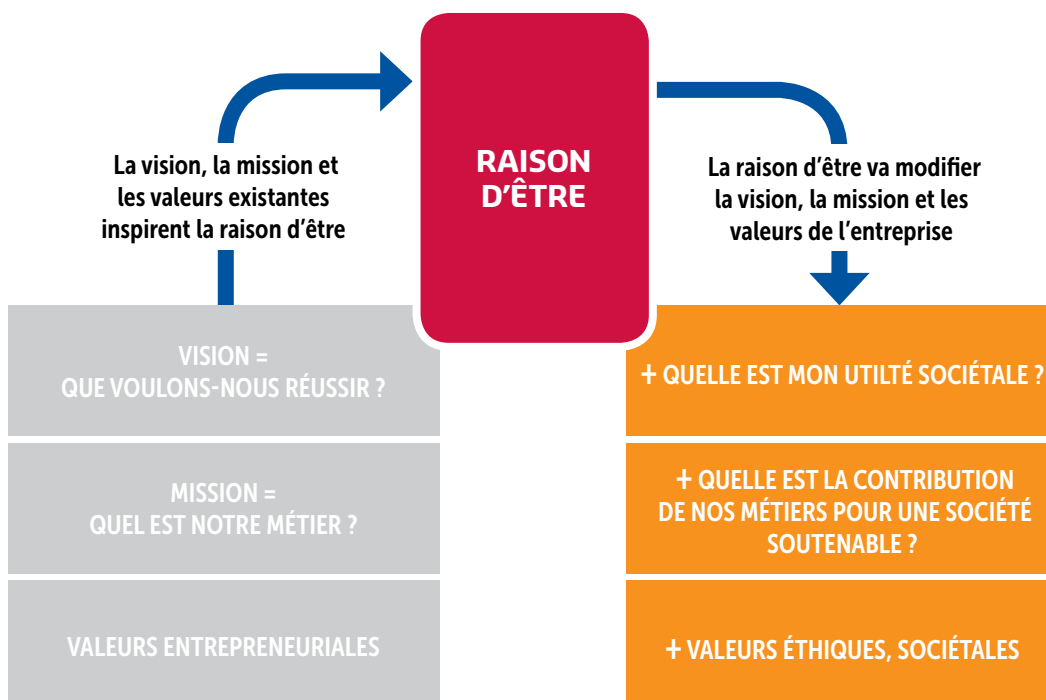 La vision, la mission et
les valeurs existantes
inspirent la raison d'être
RAISON
D'ÊTRE
La raison d'être va modifier
la vision, la mission et les
valeurs de l'entreprise
VISION =
QUE VOULONS-NOUS RÉUSSIR ?
MISSION =
QUEL EST NOTRE MÉTIER ?
VALEURS ENTREPRENEURIALES
+ QUELLE EST MON UTILTÉ SOCIÉTALE ?
+ QUELLE EST LA CONTRIBUTION
DE NOS MÉTIERS POUR UNE SOCIÉTÉ
SOUTENABLE ?
+ VALEURS ÉTHIQUES, SOCIÉTALES